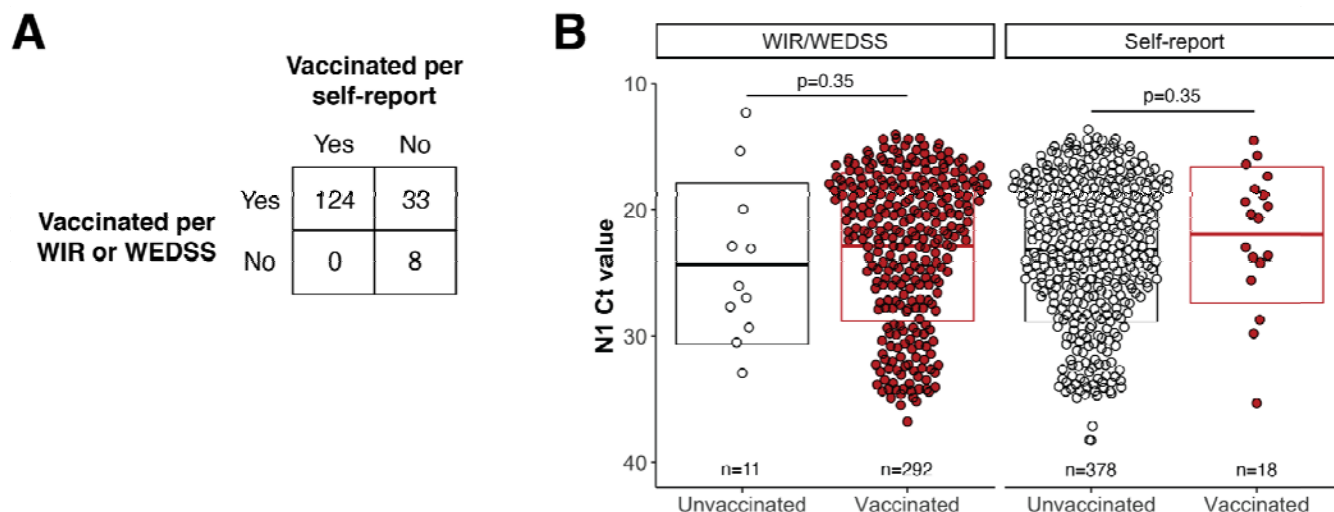 A
Vaccinated per
self-report
Yes No
Yes 124 33
Vaccinated per
WIR or WEDSS
No 0 8
B
WIR/WEDSS Self-report
10
20
30
40
N1 Ct value
p=0.35 p=0.35
n=11 n=292 n=378 n=18
Unvaccinated Vaccinated Unvaccinated Vaccinated